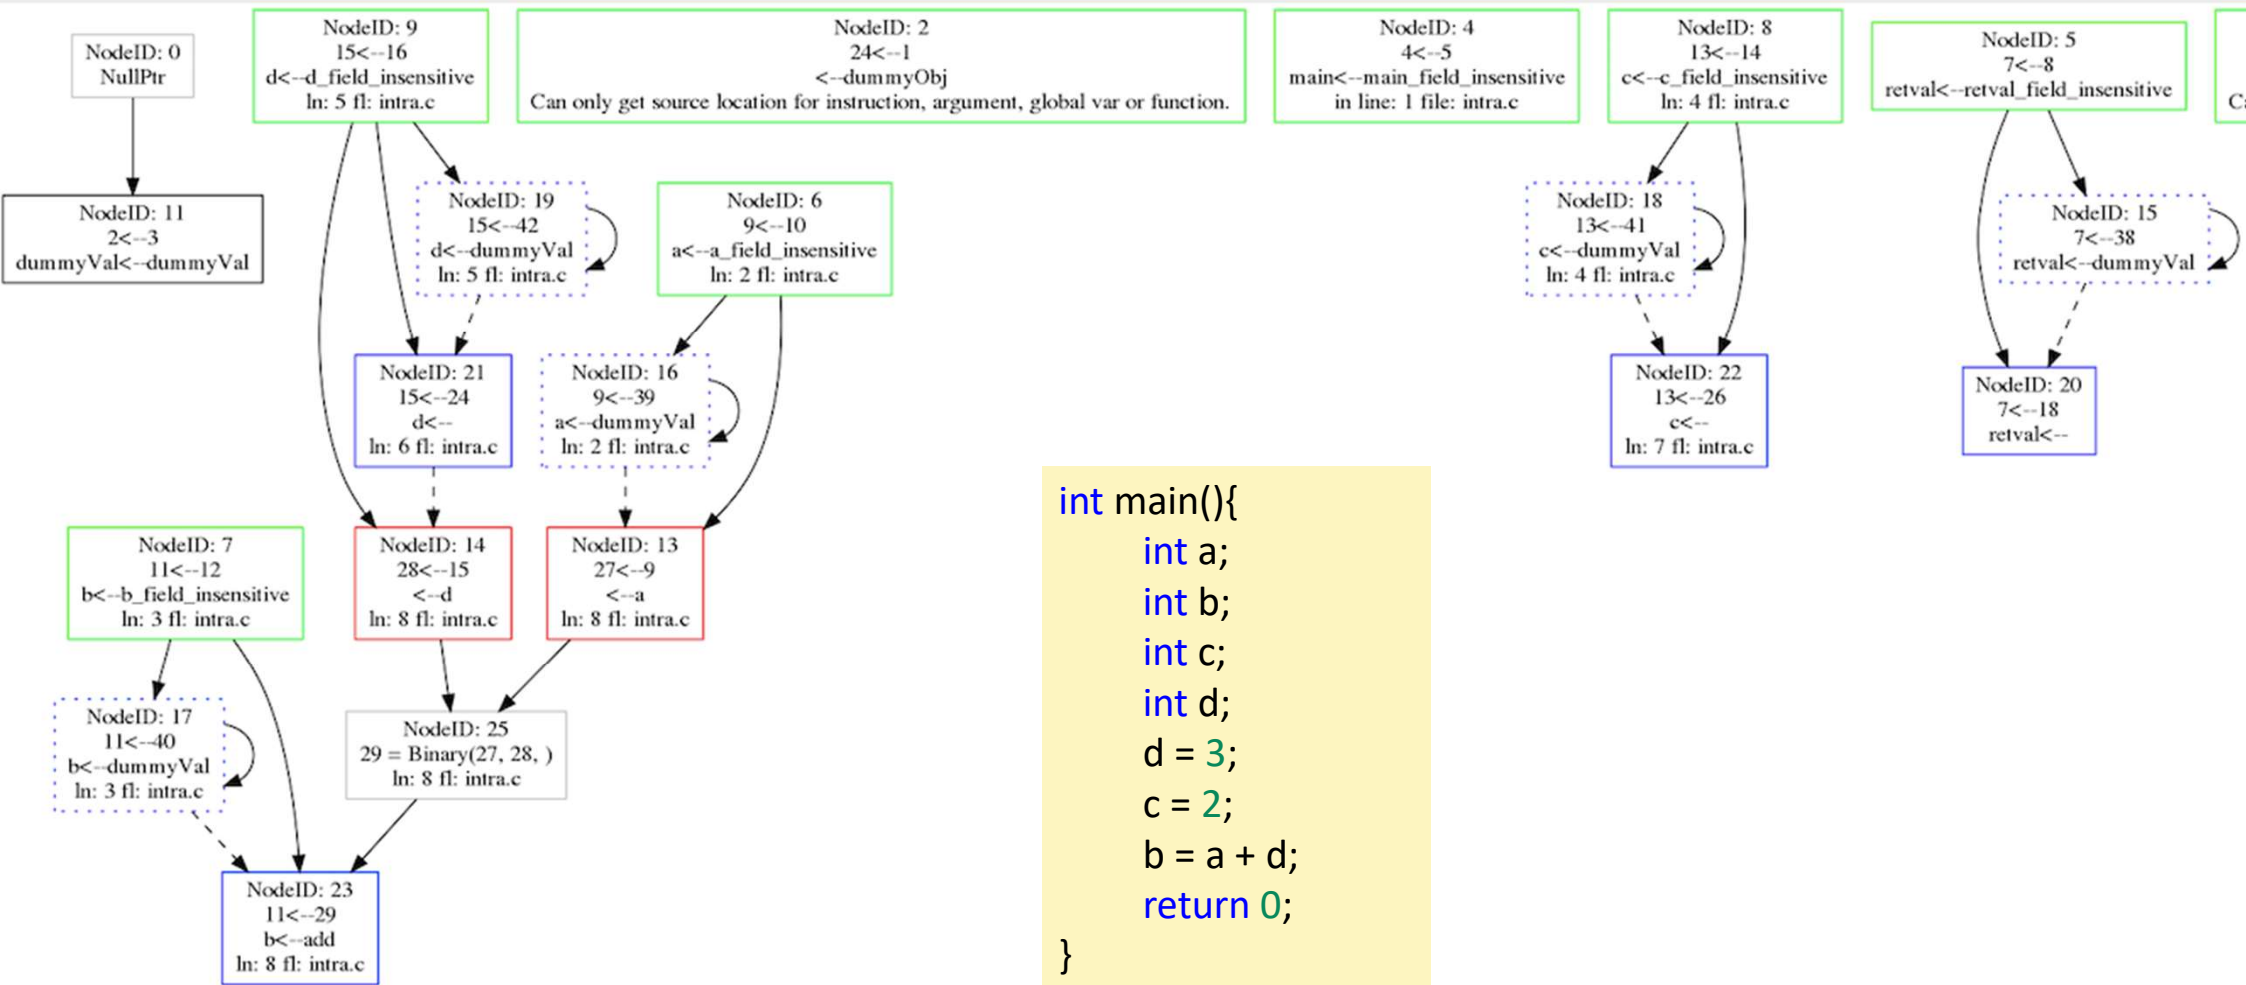 NodeID: 0
NullPtr
NodeID: 9
15<--16
d<--d_field_insensitive
ln: 5 fl: intra.c
NodeID: 2
24<--1
<--dummyObj
Can only get source location for instruction, argument, global var or function.
NodeID: 4
4<--5
main<--main_field_insensitive
in line: 1 file: intra.c
NodeID: 8
13<--14
c<--c_field_insensitive
ln: 4 fl: intra.c
NodeID: 5
7<--8
retval<--retval_field_insensitive
NodeID: 11
2<--3
dummyVal<--dummyVal
NodeID: 19
15<--42
d<--dummyVal
ln: 5 fl: intra.c
NodeID: 6
9<--10
a<--a_field_insensitive
ln: 2 fl: intra.c
NodeID: 18
13<--41
c<--dummyVal
ln: 4 fl: intra.c
NodeID: 15
7<--38
retval<--dummyVal
NodeID: 21
15<--24
d<--
ln: 6 fl: intra.c
NodeID: 16
9<--39
a<--dummyVal
ln: 2 fl: intra.c
NodeID: 22
13<--26
c<--
ln: 7 fl: intra.c
NodeID: 20
7<--18
retval<--
NodeID: 7
11<--12
b<--b_field_insensitive
ln: 3 fl: intra.c
NodeID: 14
28<--15
<--d
ln: 8 fl: intra.c
NodeID: 13
27<--9
<--a
ln: 8 fl: intra.c
NodeID: 17
11<--40
b<--dummyVal
ln: 3 fl: intra.c
NodeID: 25
29 = Binary(27, 28, )
ln: 8 fl: intra.c
NodeID: 23
11<--29
b<--add
ln: 8 fl: intra.c
int main(){
int a;
int b;
int c;
int d;
d = 3;
c = 2;
b = a + d;
return 0;
}